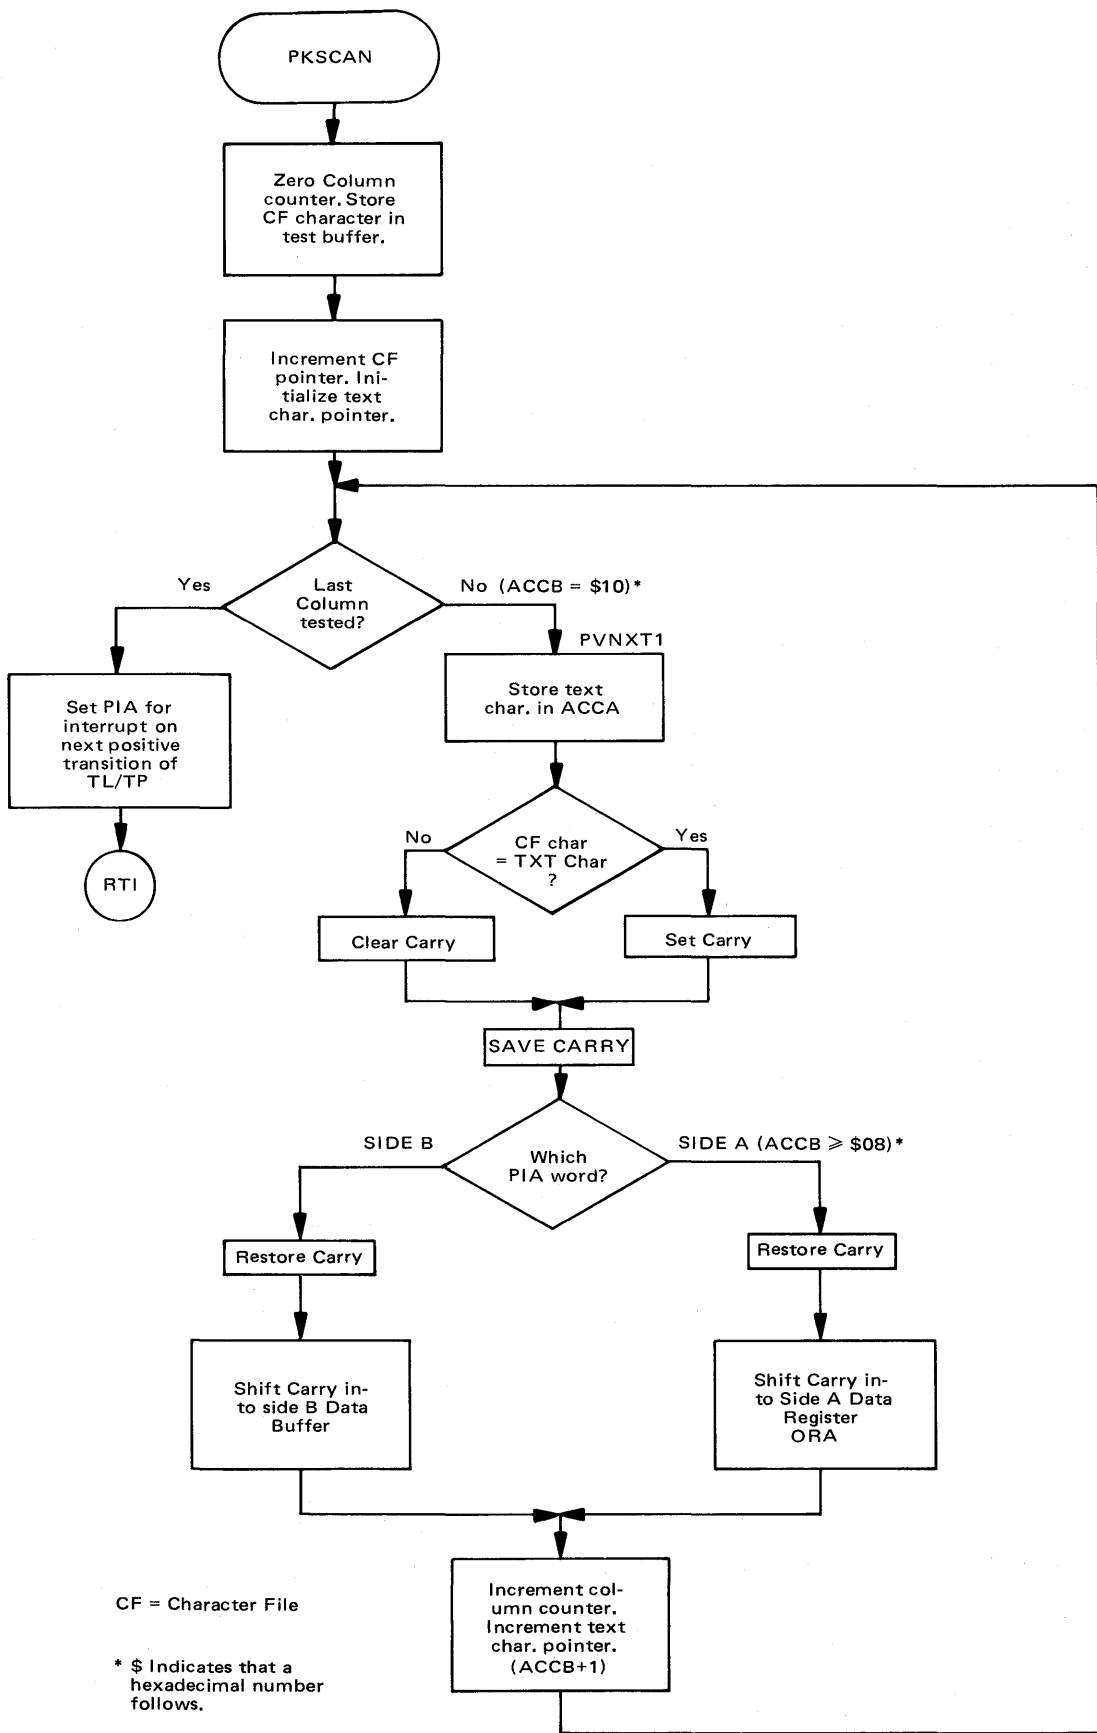 PKSCAN
Zero Column
counter. Store
CF character in
test buffer.
Increment CF
pointer. Ini-
tialize text
char. pointer.
Yes
Last
Column
tested?
No (ACCB = $10)*
PVNXT1
Set PIA for
interrupt on
next positive
transition of
TL/TP
Store text
char. in ACCA
RTI
No
CF char
= TXT Char
?
Yes
Clear Carry
Set Carry
SAVE CARRY
SIDE B
Which
PIA word?
SIDE A (ACCB ⩾ $08)*
Restore Carry
Restore Carry
Shift Carry in-
to side B Data
Buffer
Shift Carry in-
to Side A Data
Register
ORA
Increment col-
umn counter.
Increment text
char. pointer.
(ACCB+1)
CF = Character File
* $ Indicates that a
hexadecimal number
follows.